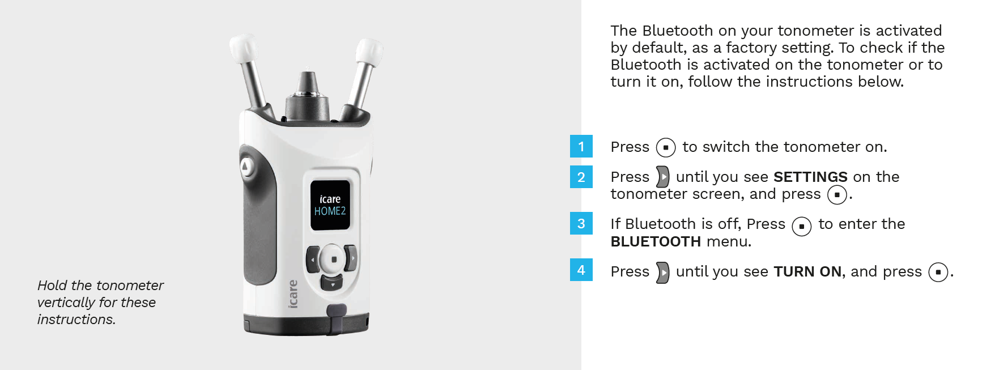 The Bluetooth on your tonometer is activated
by default, as a factory setting. To check if the
Bluetooth is activated on the tonometer or to
turn it on, follow the instructions below.
1 Press to switch the tonometer on.
2 Press until you see SETTINGS on the
tonometer screen, and press .
3 If Bluetooth is off, Press to enter the
BLUETOOTH menu.
4 Press until you see TURN ON, and press .
icare
HOME2
icare
Hold the tonometer
vertically for these
instructions.